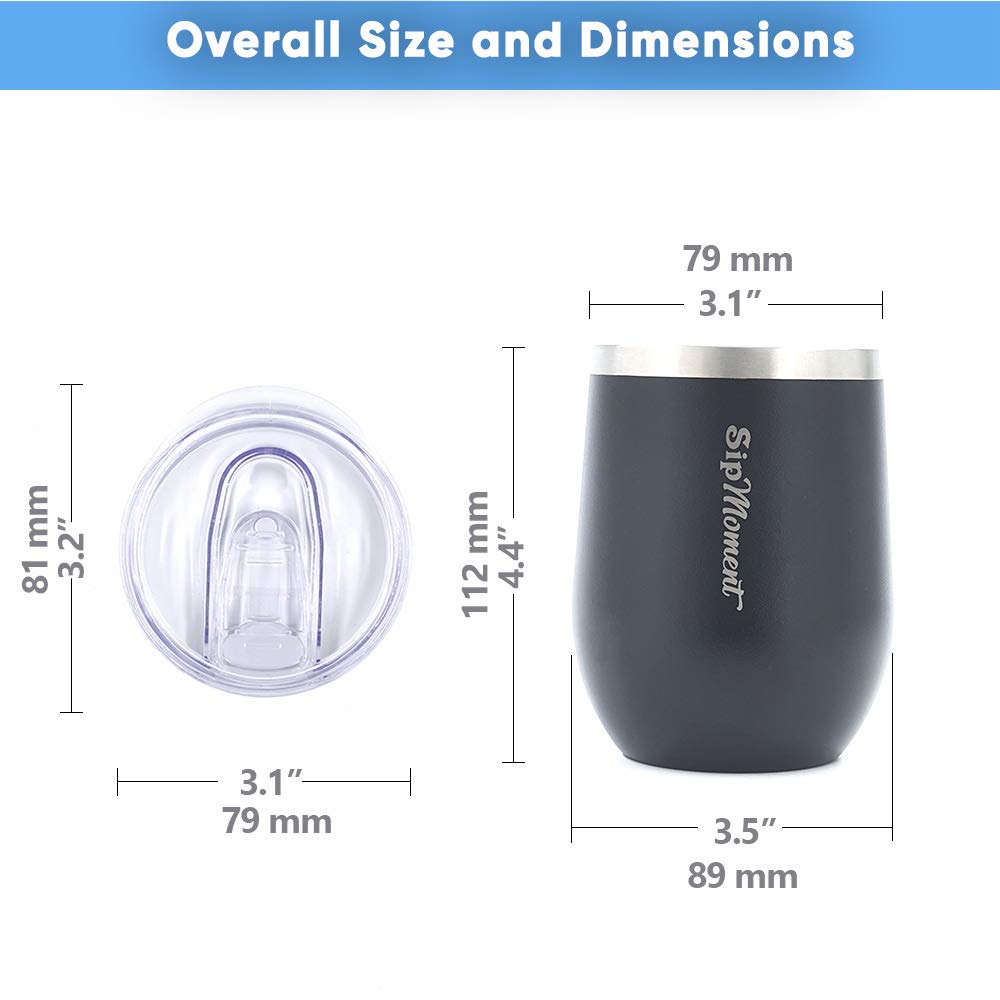 Overall Size and Dimensions
79 mm
3.1”
81 mm
3.2”
112 mm
4.4”
SipMoment
3.1”
79 mm
3.5”
89 mm